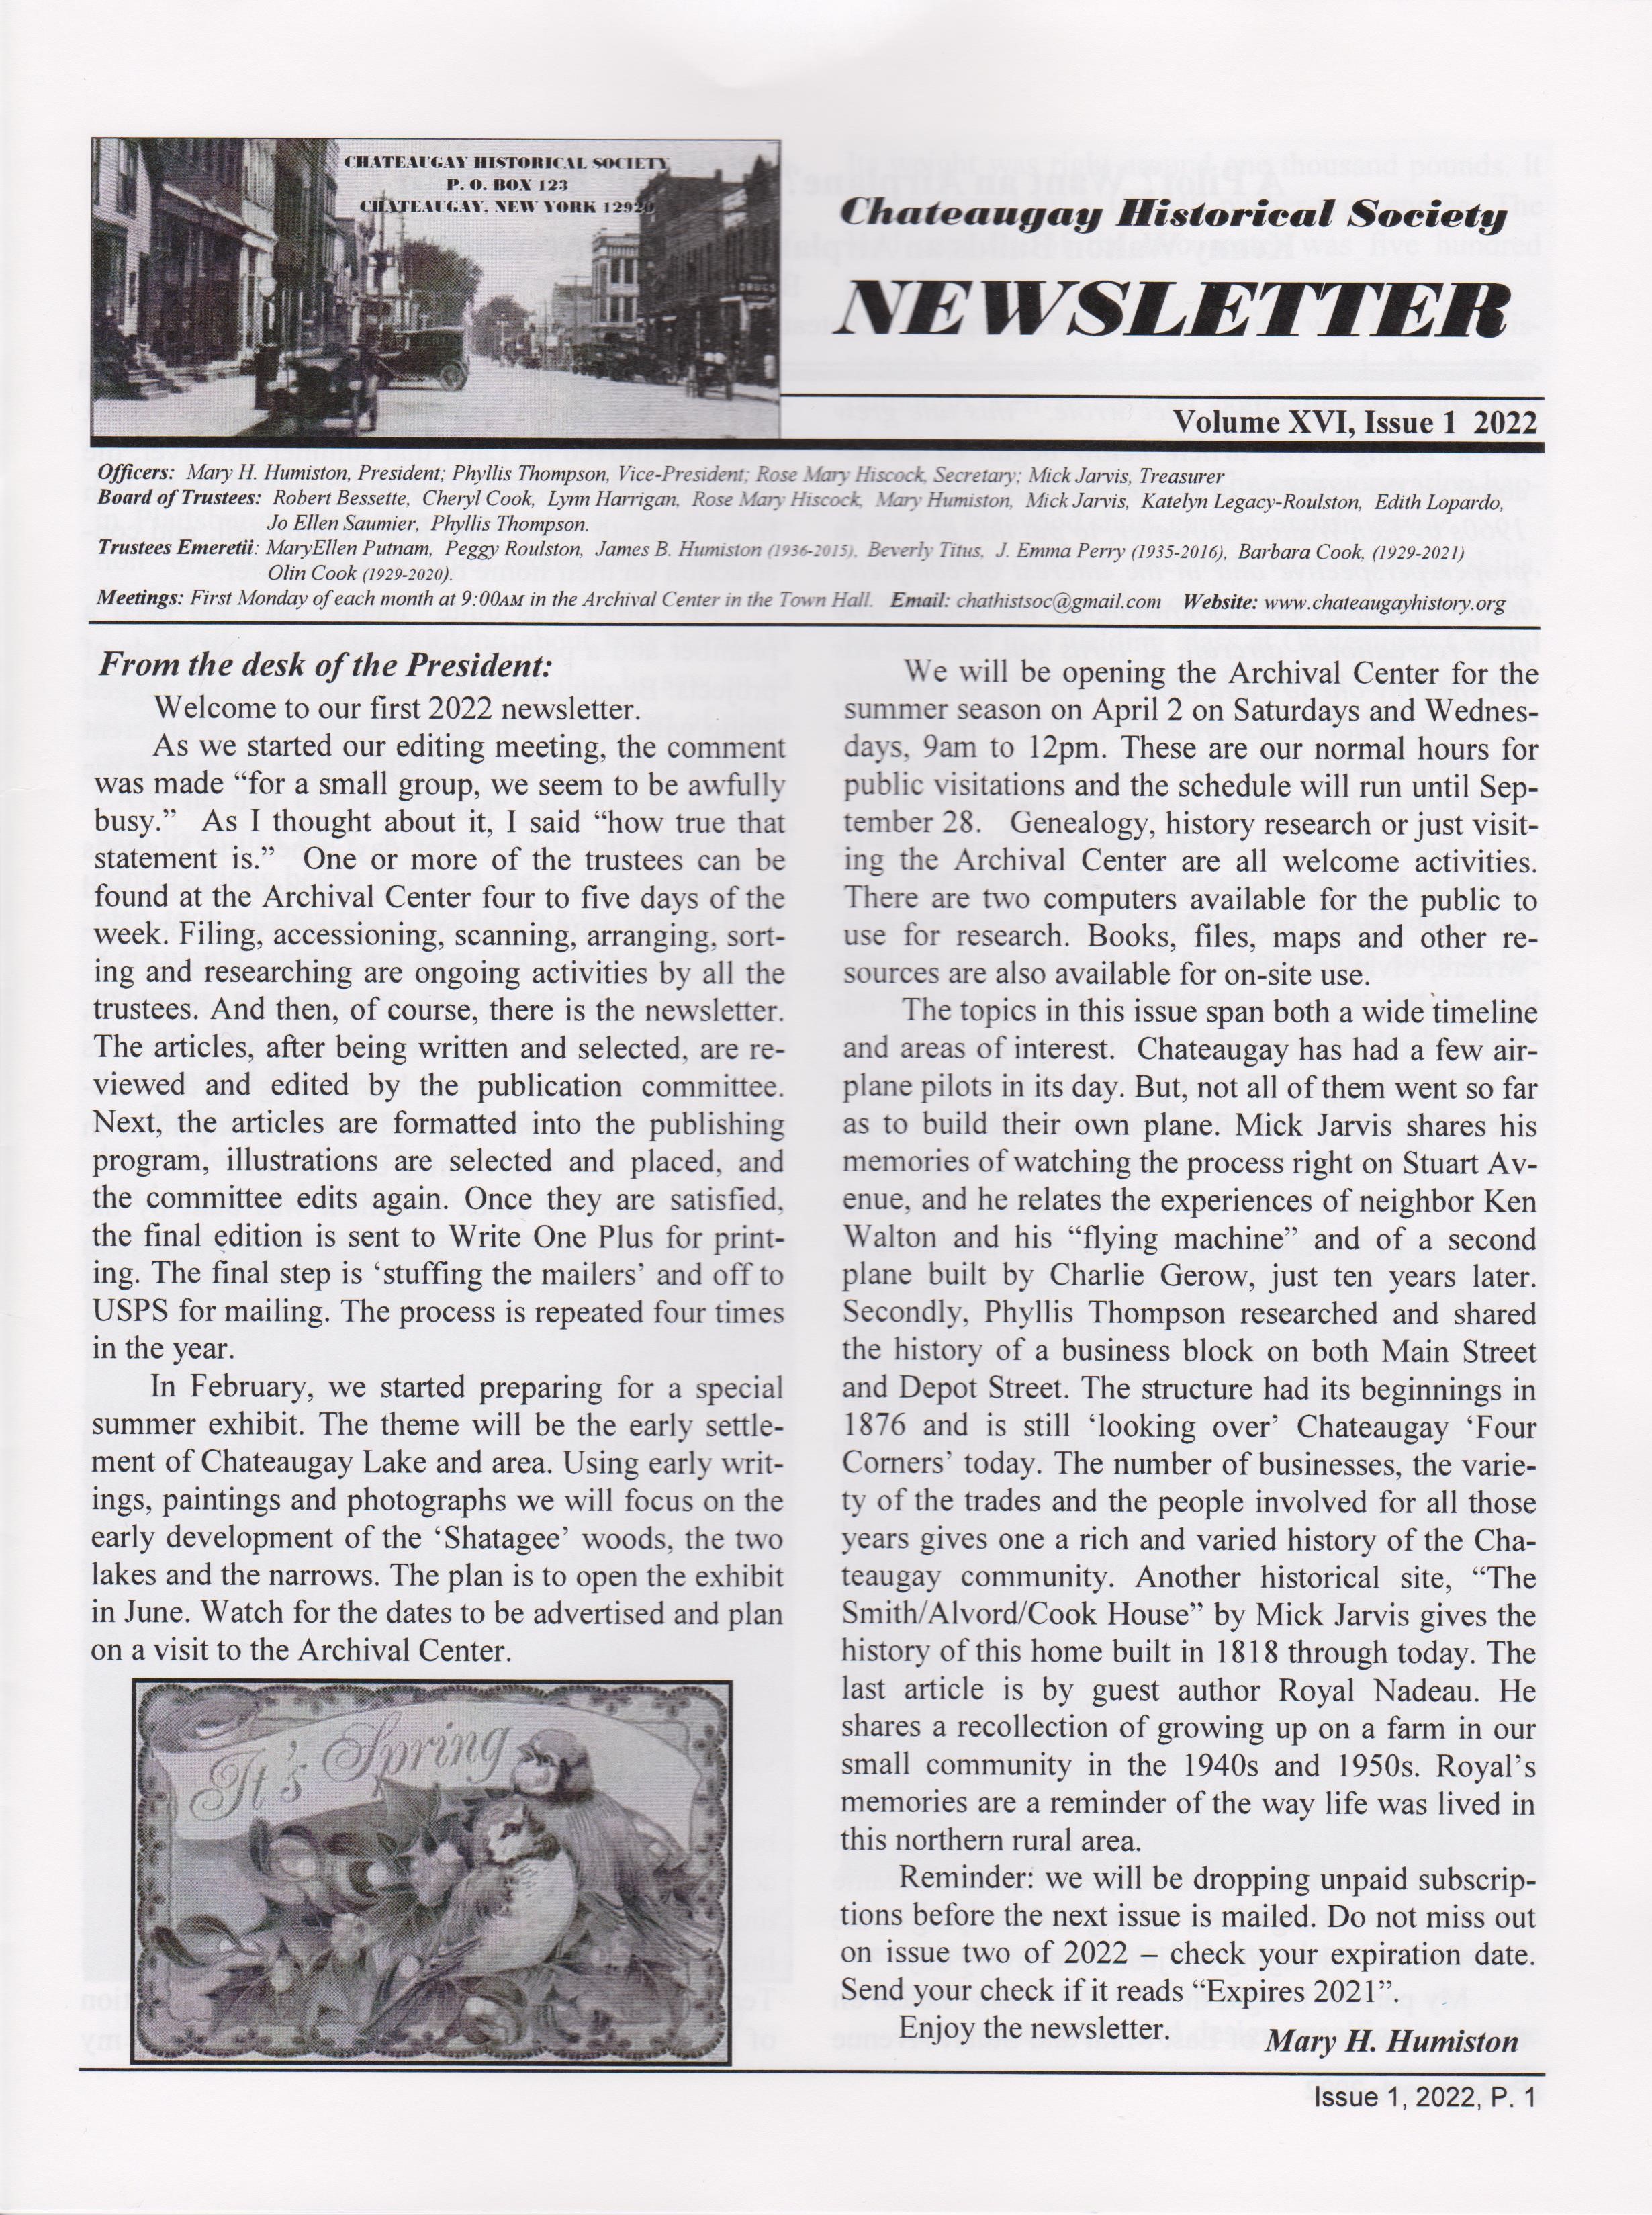 CHATEAUGAY HISTORICAL SOCIETY
P. O. BOX 123
CHATEAUGAY, NEW YORK 12920
DRUGS
Chateaugay Historical Society
NEWSLETTER
Volume XVI, Issue 1 2022
Officers: Mary H. Humiston, President; Phyllis Thompson, Vice-President; Rose Mary Hiscock, Secretary; Mick Jarvis, Treasurer
Board of Trustees: Robert Bessette, Cheryl Cook, Lynn Harrigan, Rose Mary Hiscock, Mary Humiston, Mick Jarvis, Katelyn Legacy-Roulston, Edith Lopardo,
Jo Ellen Saumier, Phyllis Thompson.
Trustees Emeretii: MaryEllen Putnam, Peggy Roulston, James B. Humiston (1936-2015), Beverly Titus, J. Emma Perry (1935-2016), Barbara Cook, (1929-2021)
Olin Cook (1929-2020).
Meetings: First Monday of each month at 9:00AM in the Archival Center in the Town Hall. Email: chathistsoc@gmail.com Website: www.chateaugayhistory.org
From the desk of the President:
Welcome to our first 2022 newsletter.
As we started our editing meeting, the comment
was made “for a small group, we seem to be awfully
busy.” As I thought about it, I said “how true that
statement is.” One or more of the trustees can be
found at the Archival Center four to five days of the
week. Filing, accessioning, scanning, arranging, sort-
ing and researching are ongoing activities by all the
trustees. And then, of course, there is the newsletter.
The articles, after being written and selected, are re-
viewed and edited by the publication committee.
Next, the articles are formatted into the publishing
program, illustrations are selected and placed, and
the committee edits again. Once they are satisfied,
the final edition is sent to Write One Plus for print-
ing. The final step is ‘stuffing the mailers’ and off to
USPS for mailing. The process is repeated four times
in the year.
In February, we started preparing for a special
summer exhibit. The theme will be the early settle-
ment of Chateaugay Lake and area. Using early writ-
ings, paintings and photographs we will focus on the
early development of the ‘Shatagee’ woods, the two
lakes and the narrows. The plan is to open the exhibit
in June. Watch for the dates to be advertised and plan
on a visit to the Archival Center.
It's Spring
We will be opening the Archival Center for the
summer season on April 2 on Saturdays and Wednes-
days, 9am to 12pm. These are our normal hours for
public visitations and the schedule will run until Sep-
tember 28. Genealogy, history research or just visit-
ing the Archival Center are all welcome activities.
There are two computers available for the public to
use for research. Books, files, maps and other re-
sources are also available for on-site use.
The topics in this issue span both a wide timeline
and areas of interest. Chateaugay has had a few air-
plane pilots in its day. But, not all of them went so far
as to build their own plane. Mick Jarvis shares his
memories of watching the process right on Stuart Av-
enue, and he relates the experiences of neighbor Ken
Walton and his “flying machine” and of a second
plane built by Charlie Gerow, just ten years later.
Secondly, Phyllis Thompson researched and shared
the history of a business block on both Main Street
and Depot Street. The structure had its beginnings in
1876 and is still ‘looking over’ Chateaugay ‘Four
Corners’ today. The number of businesses, the varie-
ty of the trades and the people involved for all those
years gives one a rich and varied history of the Cha-
teaugay community. Another historical site, “The
Smith/Alvord/Cook House” by Mick Jarvis gives the
history of this home built in 1818 through today. The
last article is by guest author Royal Nadeau. He
shares a recollection of growing up on a farm in our
small community in the 1940s and 1950s. Royal’s
memories are a reminder of the way life was lived in
this northern rural area.
Reminder: we will be dropping unpaid subscrip-
tions before the next issue is mailed. Do not miss out
on issue two of 2022 – check your expiration date.
Send your check if it reads “Expires 2021”.
Enjoy the newsletter.
Mary H. Humiston
Issue 1, 2022, P. 1